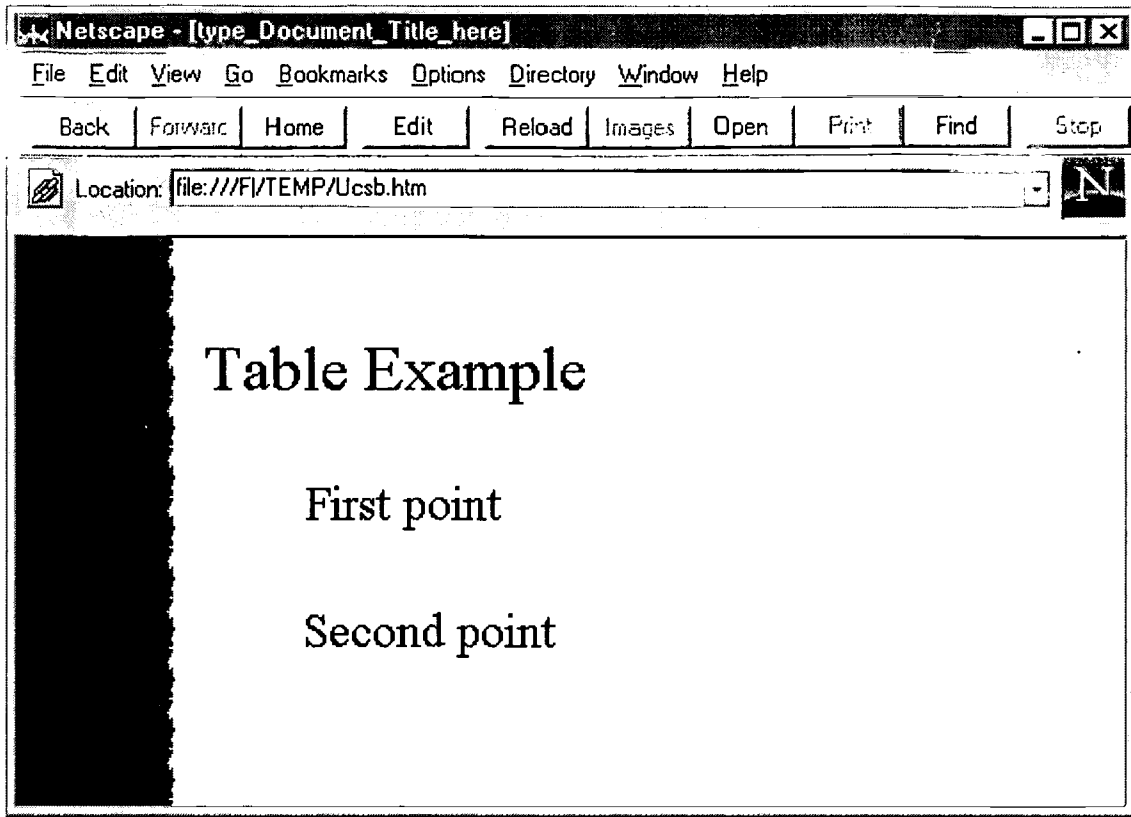 Netscape - [type_Document_Title_here]
File Edit View Go Bookmarks Options Directory Window Help
Back Forward Home Edit Reload Images Open Print Find Stop
Location: file:///F|/TEMP/Ucsb.htm
N
Table Example
First point
Second point